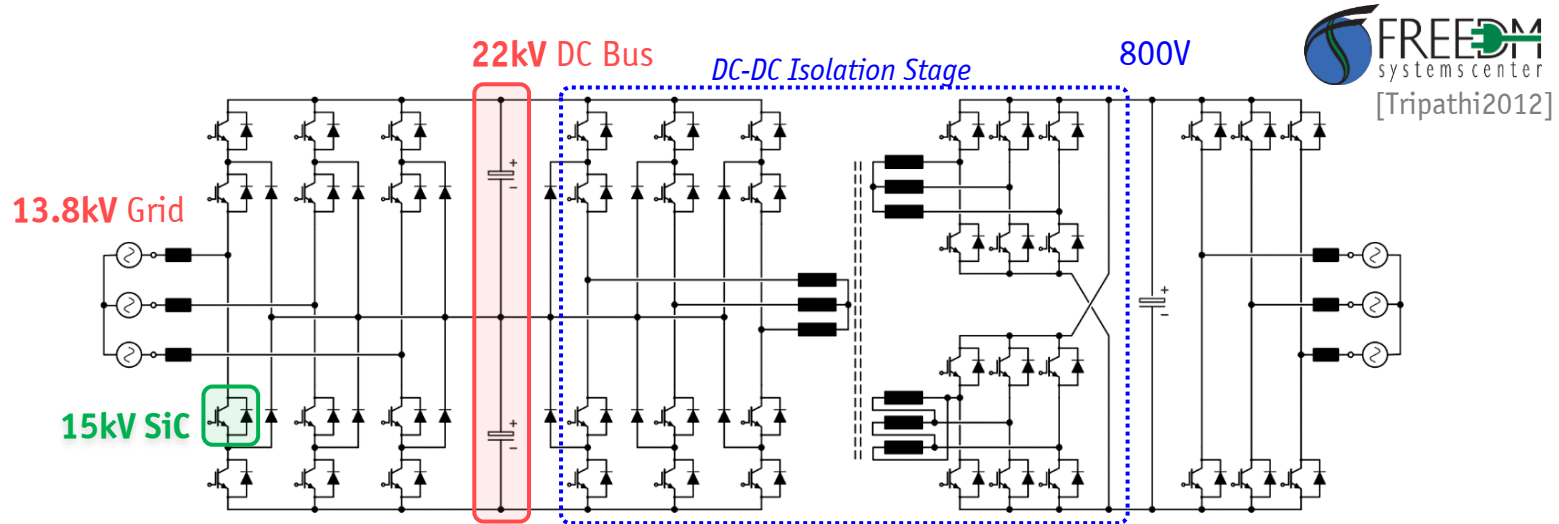 22kV DC Bus
DC-DC Isolation Stage
800V
FREEDM
systems center
[Tripathi2012]
13.8kV Grid
15kV SiC
+
-
+
-
+
-